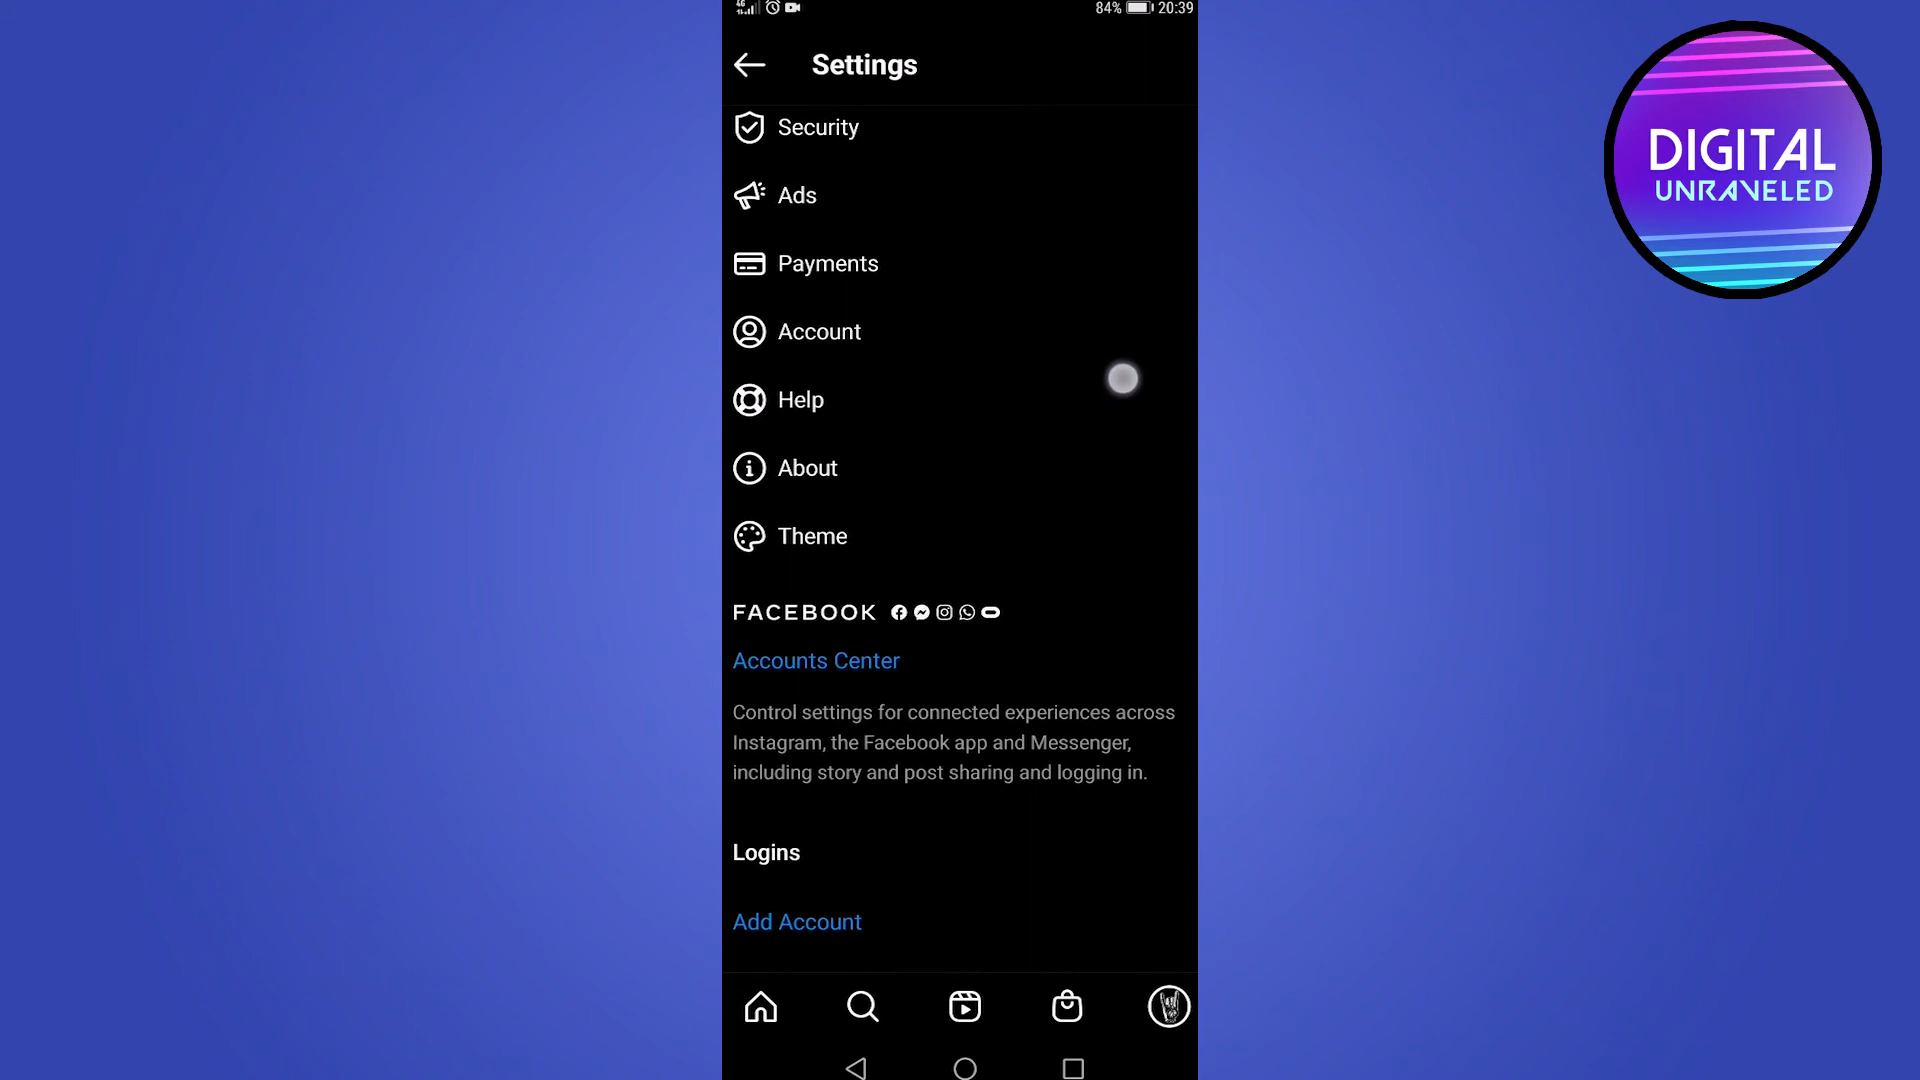 4G
84% 20:39
Settings
Security
Ads
Payments
Account
Help
About
Theme
FACEBOOK
Accounts Center
Control settings for connected experiences across
Instagram, the Facebook app and Messenger,
including story and post sharing and logging in.
Logins
Add Account
DIGITAL
UNRAVELED